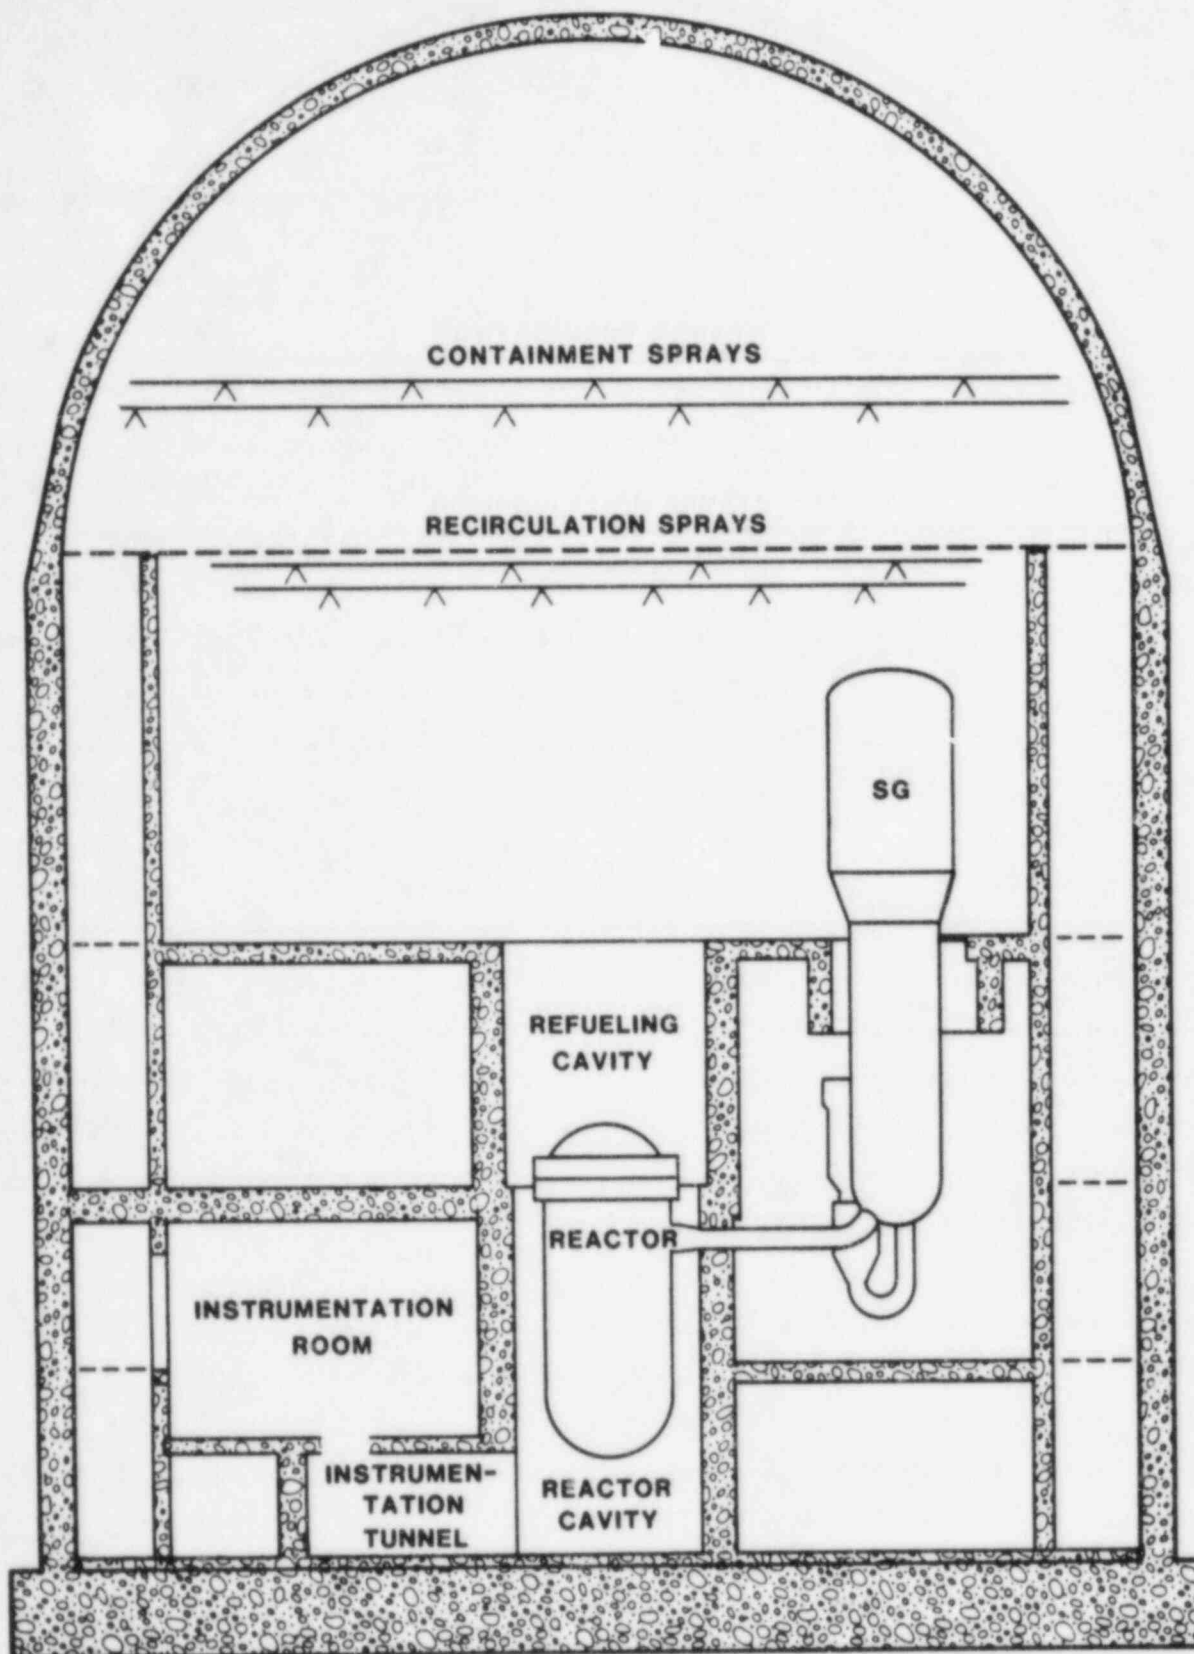 CONTAINMENT SPRAYS
RECIRCULATION SPRAYS
SG
REFUELING
CAVITY
REACTOR
INSTRUMENTATION
ROOM
INSTRUMEN-
TATION
TUNNEL
REACTOR
CAVITY